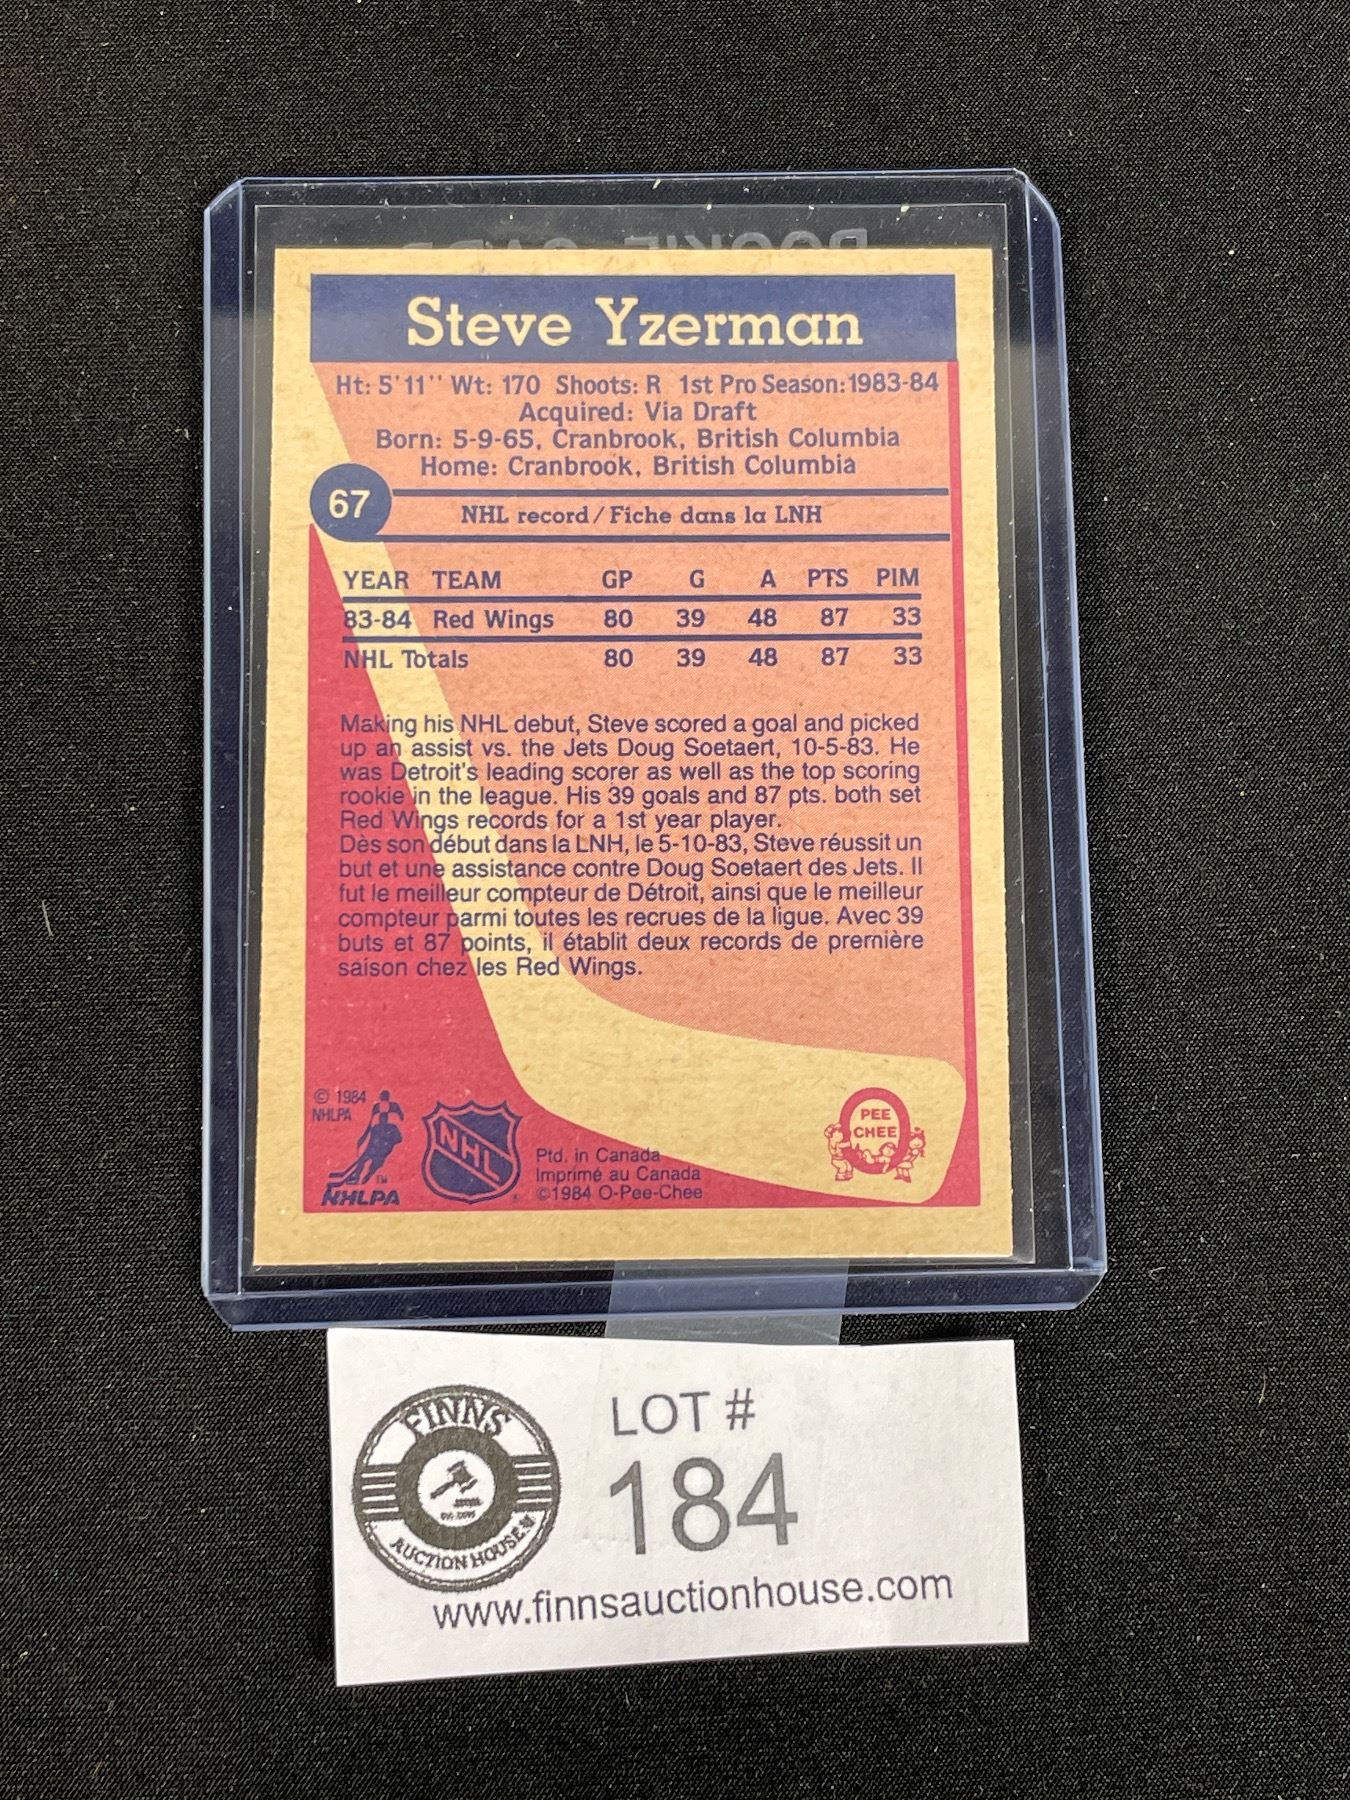 ROOKIE CARD
Steve Yzerman
Ht: 5'11" Wt: 170 Shoots: R 1st Pro Season: 1983-84
Acquired: Via Draft
Born: 5-9-65, Cranbrook, British Columbia
Home: Cranbrook, British Columbia
67
NHL record/Fiche dans la LNH
YEAR TEAM GP G A PTS PIM
83-84 Red Wings 80 39 48 87 33
NHL Totals 80 39 48 87 33
Making his NHL debut, Steve scored a goal and picked
up an assist vs. the Jets Doug Soetaert, 10-5-83. He
was Detroit's leading scorer as well as the top scoring
rookie in the league. His 39 goals and 87 pts. both set
Red Wings records for a 1st year player.
Dès son début dans la LNH, le 5-10-83, Steve réussit un
but et une assistance contre Doug Soetaert des Jets. Il
fut le meilleur compteur de Détroit, ainsi que le meilleur
compteur parmi toutes les recrues de la ligue. Avec 39
buts et 87 points, il établit deux records de première
saison chez les Red Wings.
© 1984
NHLPA
NHLPA
TM
NHL
Ptd. in Canada
Imprimé au Canada
©1984 O-Pee-Chee
PEE
CHEE
FINNS
AUCTION HOUSE
LOT #
184
www.finnsauctionhouse.com